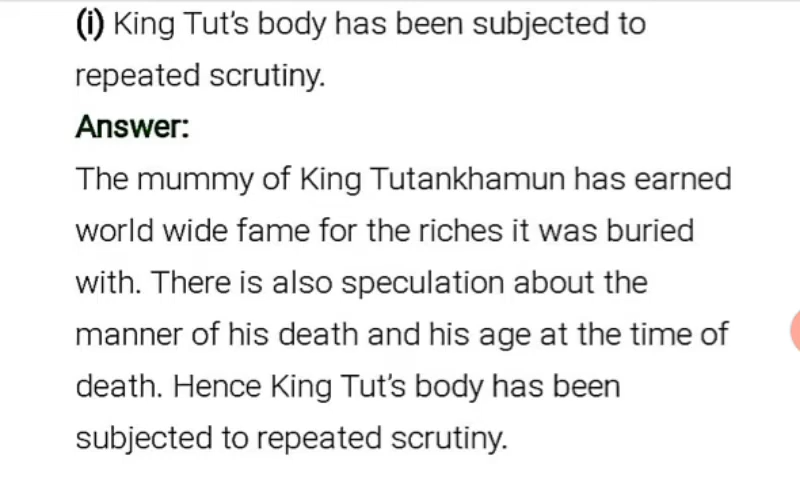 (i) King Tut's body has been subjected to
repeated scrutiny.
Answer:
The mummy of King Tutankhamun has earned
world wide fame for the riches it was buried
with. There is also speculation about the
manner of his death and his age at the time of
death. Hence King Tut's body has been
subjected to repeated scrutiny.